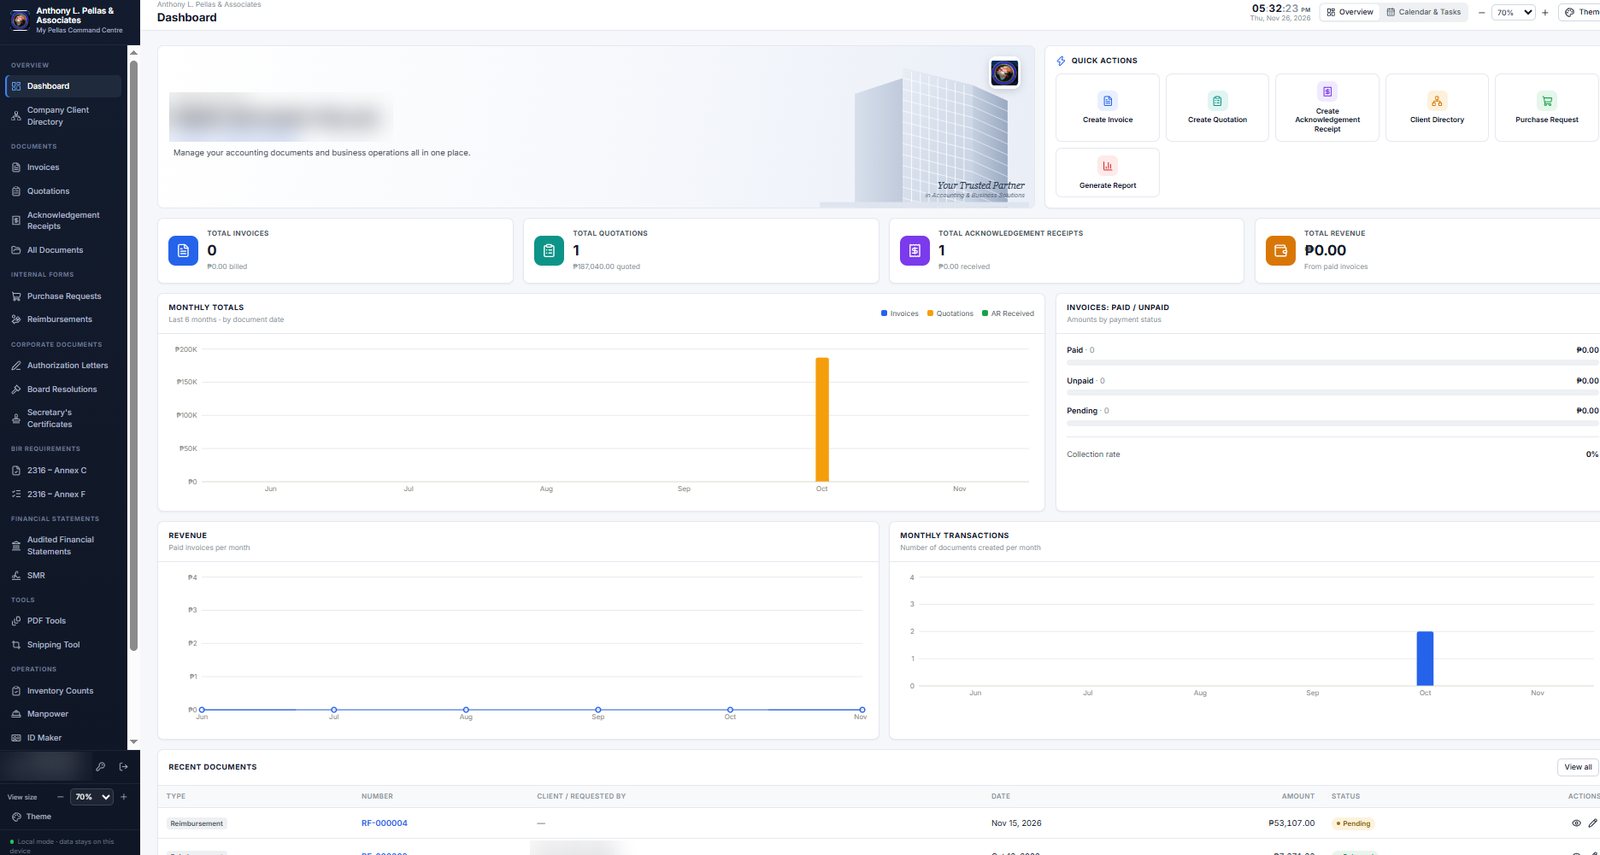 Anthony L. Pellas &
Associates
My Pellas Command Centre
OVERVIEW
Dashboard
Company Client
Directory
DOCUMENTS
Invoices
Quotations
Acknowledgement
Receipts
All Documents
INTERNAL FORMS
Purchase Requests
Reimbursements
CORPORATE DOCUMENTS
Authorization Letters
Board Resolutions
Secretary's
Certificates
BIR REQUIREMENTS
2316 – Annex C
2316 – Annex F
FINANCIAL STATEMENTS
Audited Financial
Statements
SMR
TOOLS
PDF Tools
Snipping Tool
OPERATIONS
Inventory Counts
Manpower
ID Maker
View size − 70% +
Theme
Local mode · data stays on this
device
Anthony L. Pellas & Associates
Dashboard
05:32:23 PM
Thu, Nov 26, 2026
Overview
Calendar & Tasks
− 70% +
Them
Manage your accounting documents and business operations all in one place.
Your Trusted Partner
in Accounting & Business Solutions
QUICK ACTIONS
Create Invoice
Create Quotation
Create
Acknowledgement
Receipt
Client Directory
Purchase Request
Generate Report
TOTAL INVOICES
0
₱0.00 billed
TOTAL QUOTATIONS
1
₱187,040.00 quoted
TOTAL ACKNOWLEDGEMENT RECEIPTS
1
₱0.00 received
TOTAL REVENUE
₱0.00
From paid invoices
MONTHLY TOTALS
Last 6 months · by document date
Invoices Quotations AR Received
₱200K
₱150K
₱100K
₱50K
₱0
Jun Jul Aug Sep Oct Nov
INVOICES: PAID / UNPAID
Amounts by payment status
Paid · 0 ₱0.00
Unpaid · 0 ₱0.00
Pending · 0 ₱0.00
Collection rate 0%
REVENUE
Paid invoices per month
₱4
₱3
₱2
₱1
₱0
Jun Jul Aug Sep Oct Nov
MONTHLY TRANSACTIONS
Number of documents created per month
4
3
2
1
0
Jun Jul Aug Sep Oct Nov
RECENT DOCUMENTS
View all
TYPE NUMBER CLIENT / REQUESTED BY DATE AMOUNT STATUS ACTIONS
Reimbursement RF-000004 — Nov 15, 2026 ₱53,107.00 Pending